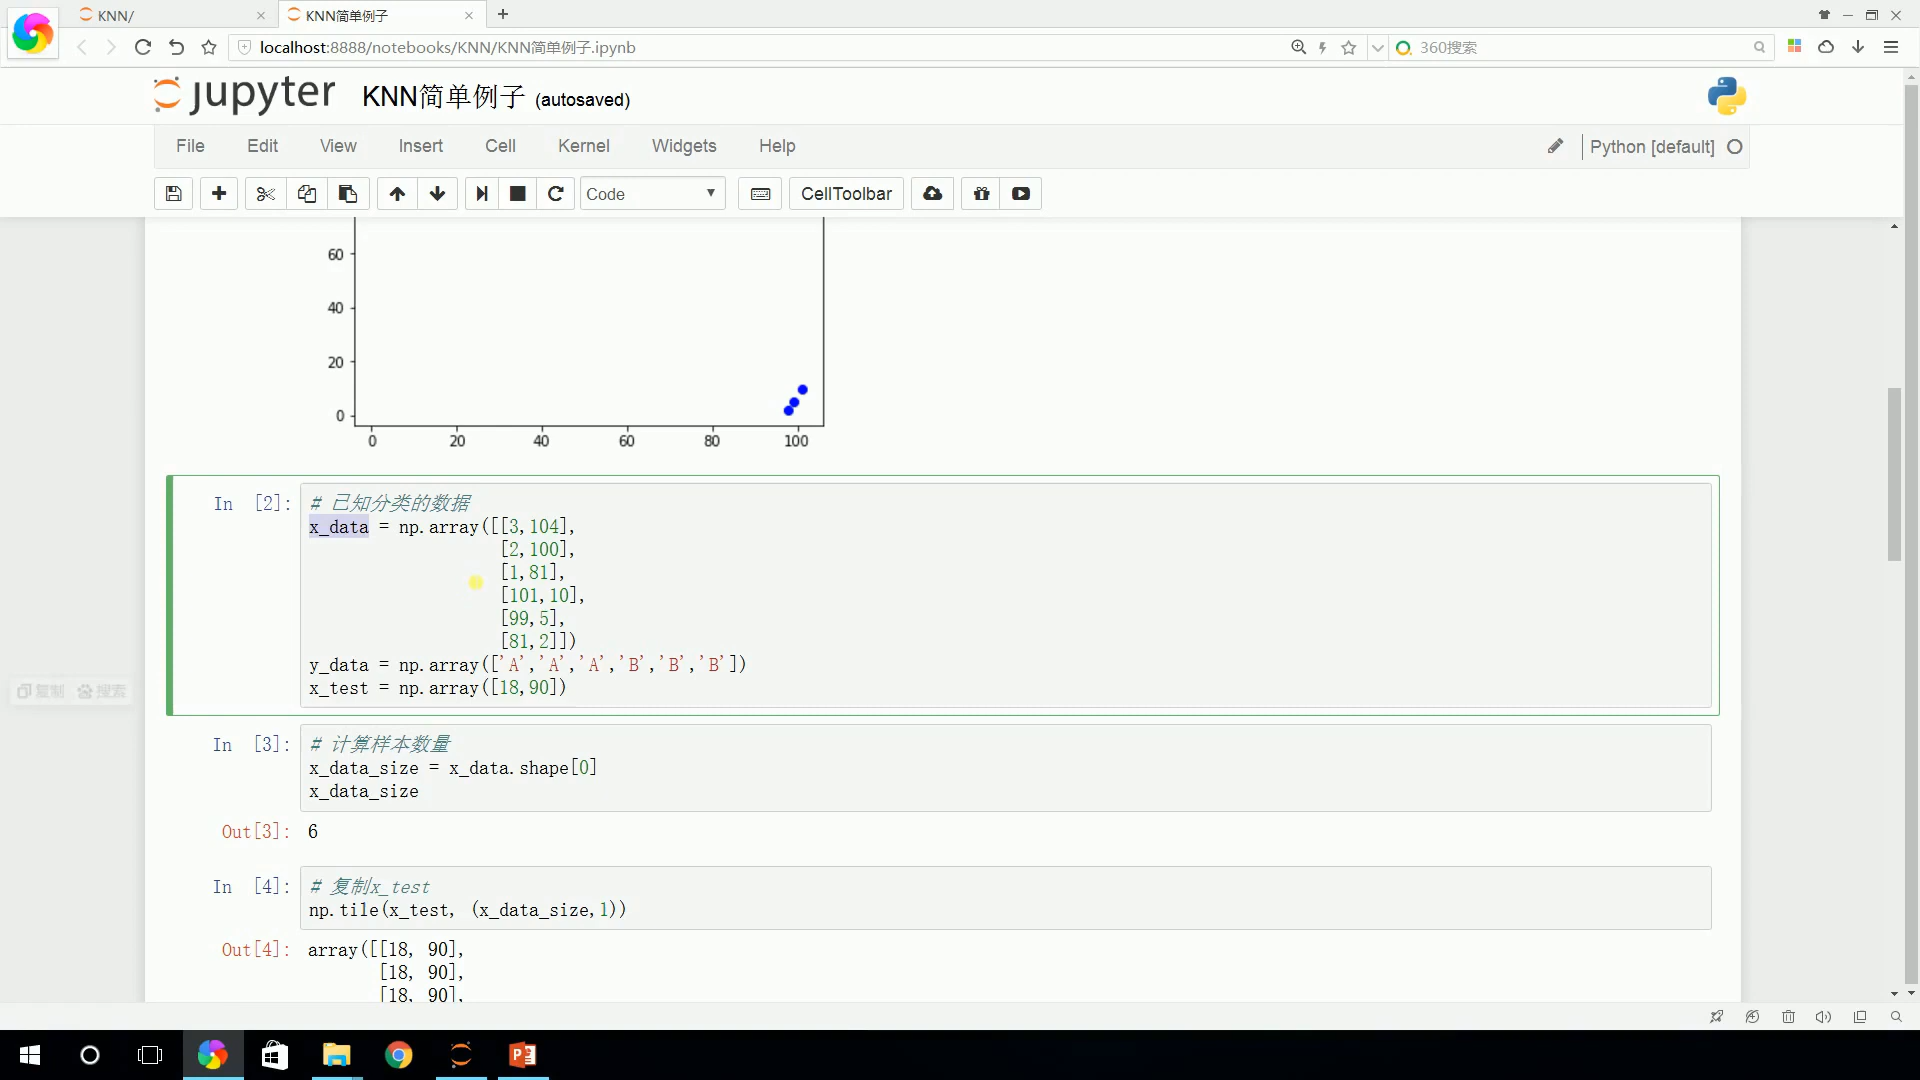 KNN/
KNN简单例子
localhost:8888/notebooks/KNN/KNN简单例子.ipynb
360搜索
jupyter KNN简单例子 (autosaved)
File Edit View Insert Cell Kernel Widgets Help
Python [default]
Code
CellToolbar
60
40
20
0
0 20 40 60 80 100
In [2]:
# 已知分类的数据
x_data = np.array([[3,104],
[2,100],
[1,81],
[101,10],
[99,5],
[81,2]])
y_data = np.array(['A','A','A','B','B','B'])
x_test = np.array([18,90])
复制 搜索
In [3]:
# 计算样本数量
x_data_size = x_data.shape[0]
x_data_size
Out[3]: 6
In [4]:
# 复制x_test
np.tile(x_test, (x_data_size,1))
Out[4]: array([[18, 90],
[18, 90],
[18, 90],